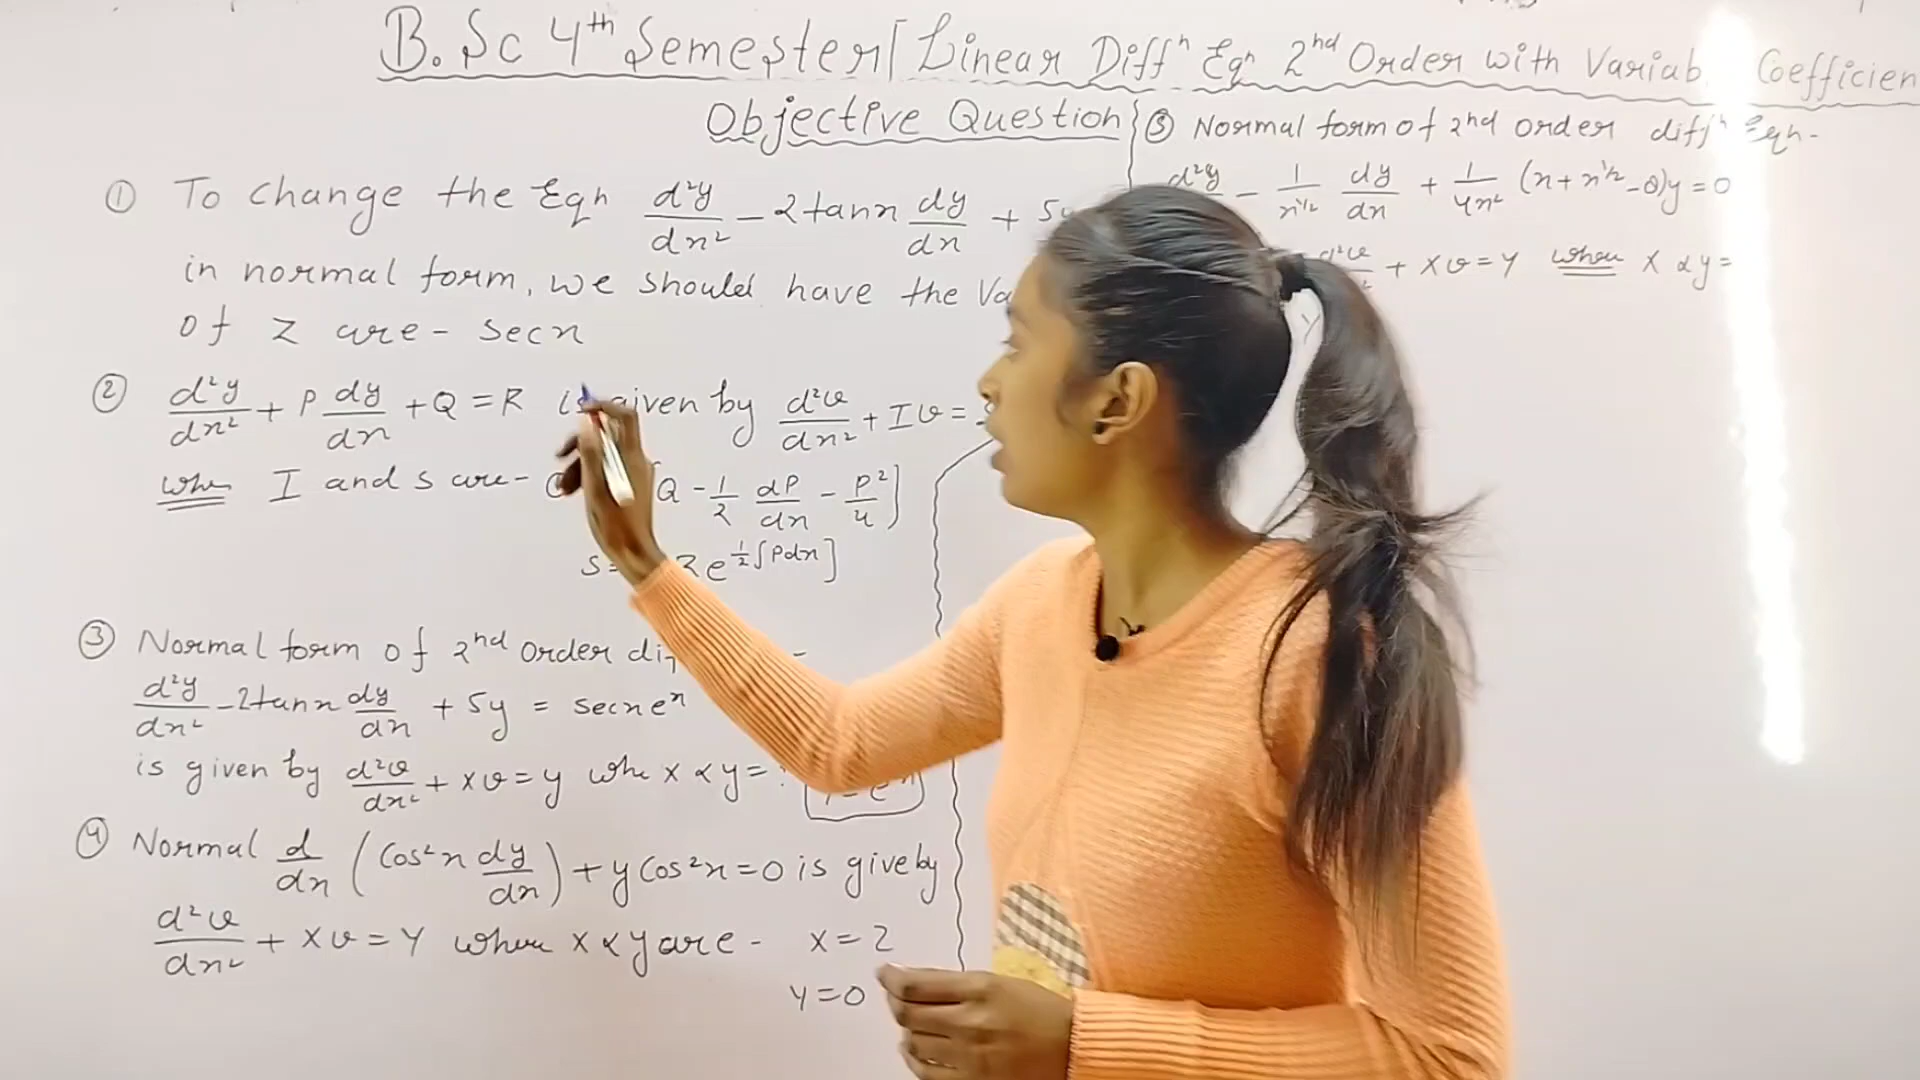 B.Sc 4th Semester/ Linear Diffn Eqn 2nd Order with Variab Coefficien
Objective Question
① To change the Eqn d²y/dx² - 2tanx dy/dx + 5y
in normal form, we should have the Va
of z are - secx
② d²y/dx² + P dy/dx + Q = R is given by d²v/dx² + Iv = S
when I and S are - [Q - 1/2 dP/dx - P²/4]
S = Re^{1/2∫Pdx}]
③ Normal form of 2nd Order di
d²y/dx² - 2tanx dy/dx + 5y = secx eˣ
is given by d²v/dx² + Xv = y whe X & y =
④ Normal d/dx (Cos²x dy/dx) + y Cos²x = 0 is give by
d²v/dx² + Xv = Y when X & y are - X = 2
Y = 0
⑤ Normal form of 2nd order diffn Eqn -
d²y - 1/x^{1/2} dy/dx + 1/4x² (x + x^{1/2} - 8)y = 0
d²v + Xv = Y when X & y =